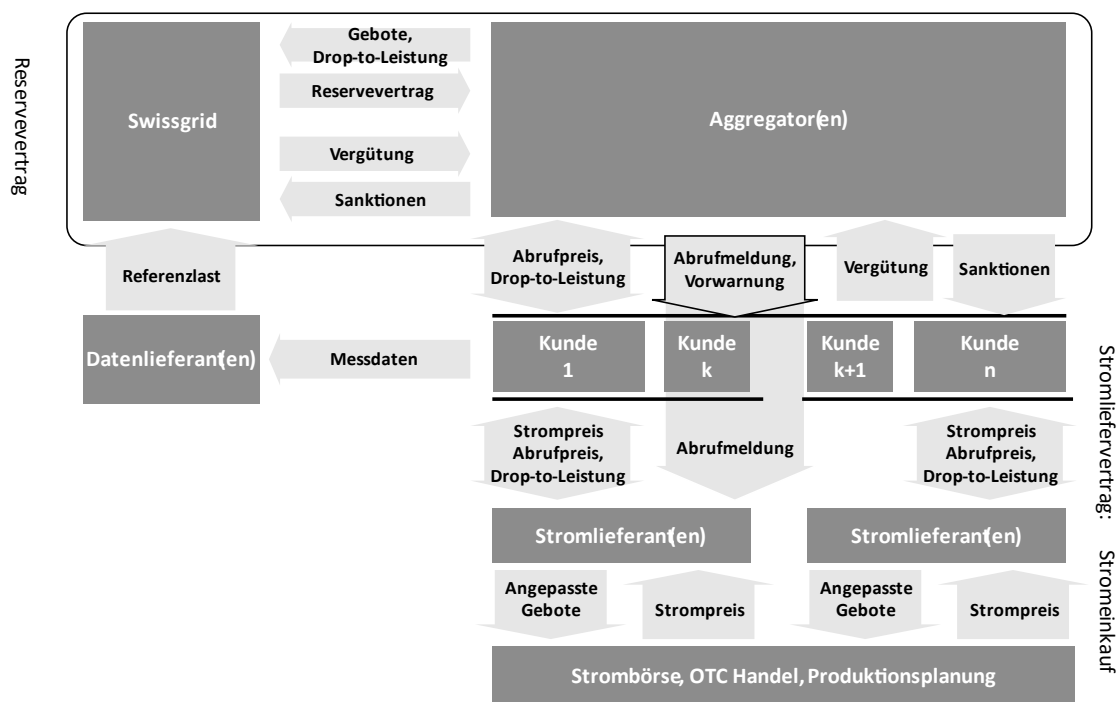 Reservevertrag
Swissgrid
Gebote,
Drop-to-Leistung
Reservevertrag
Vergütung
Sanktionen
Aggregator(en)
Referenzlast
Abrufpreis,
Drop-to-Leistung
Abrufmeldung,
Vorwarnung
Vergütung
Sanktionen
Datenlieferant(en)
Messdaten
Kunde
1
Kunde
k
Kunde
k+1
Kunde
n
Stromliefervertrag:
Strompreis
Abrufpreis,
Drop-to-Leistung
Abrufmeldung
Strompreis
Abrufpreis,
Drop-to-Leistung
Stromlieferant(en)
Stromlieferant(en)
Stromeinkauf
Angepasste
Gebote
Strompreis
Angepasste
Gebote
Strompreis
Strombörse, OTC Handel, Produktionsplanung